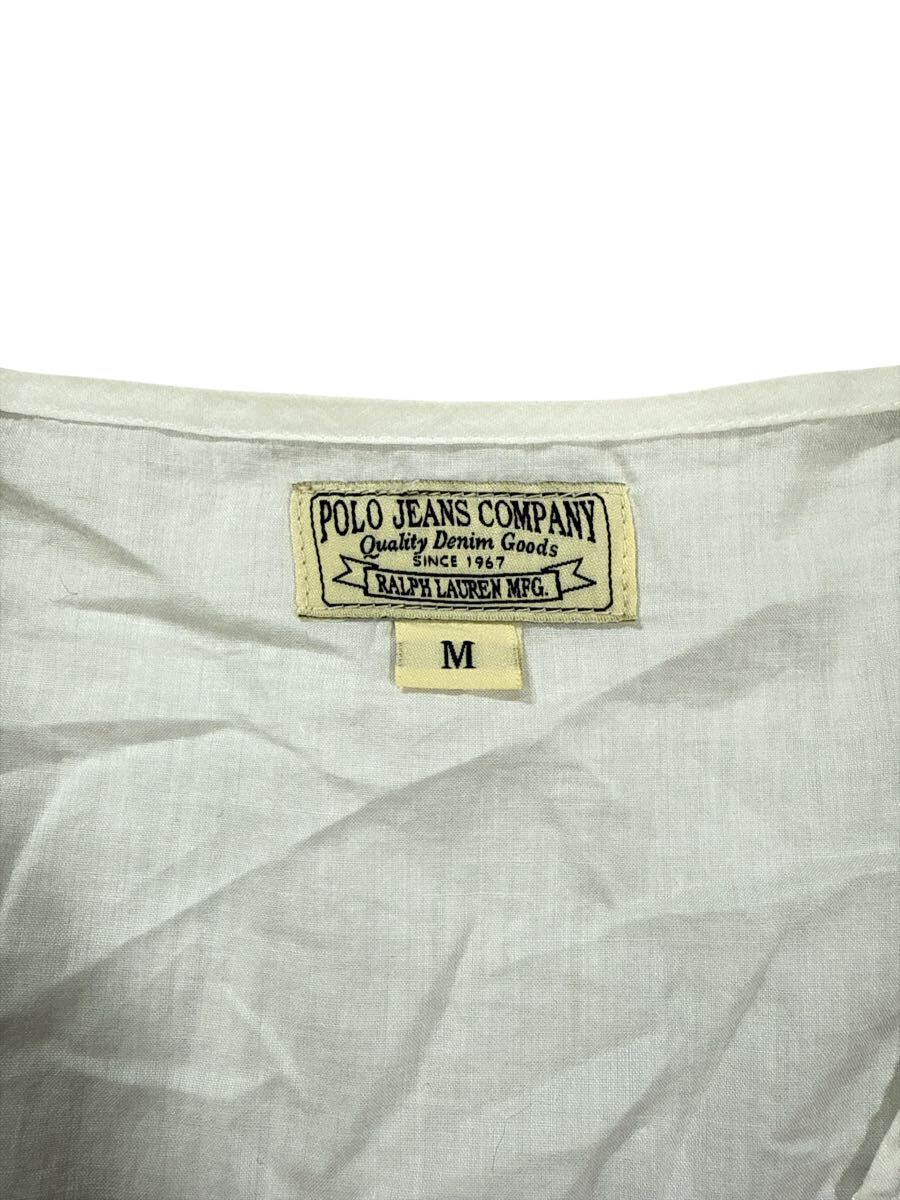 POLO JEANS COMPANY
Quality Denim Goods
SINCE 1967
RALPH LAUREN MFG.
M